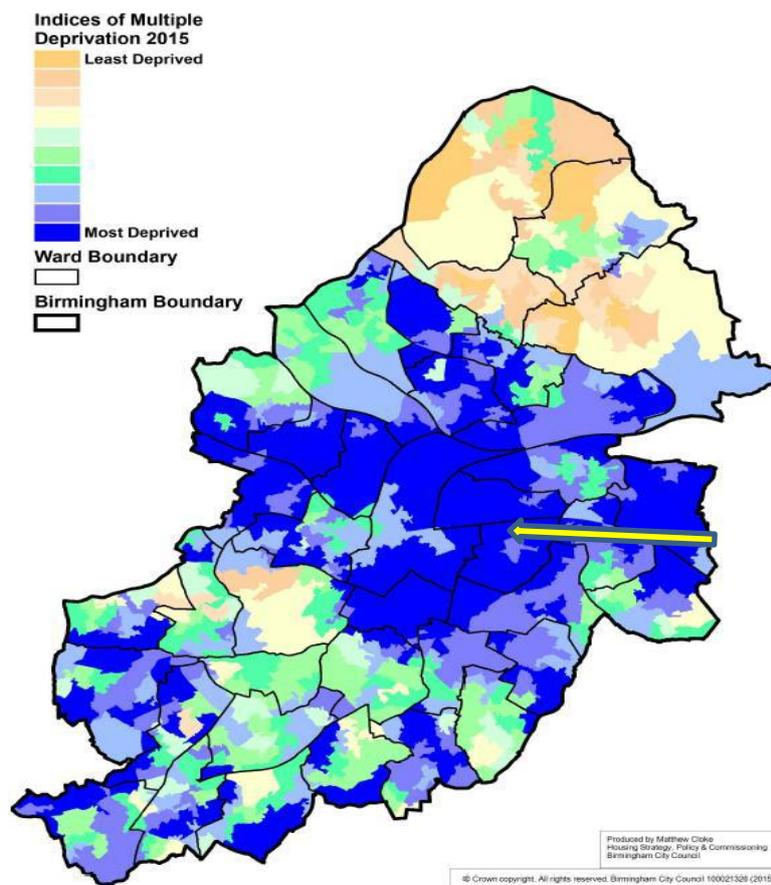 Indices of Multiple
Deprivation 2015
Least Deprived
Most Deprived
Ward Boundary
Birmingham Boundary
Produced by Matthew Cloke
Housing Strategy, Policy & Commissioning
Birmingham City Council
© Crown copyright. All rights reserved. Birmingham City Council 100021326 (2015